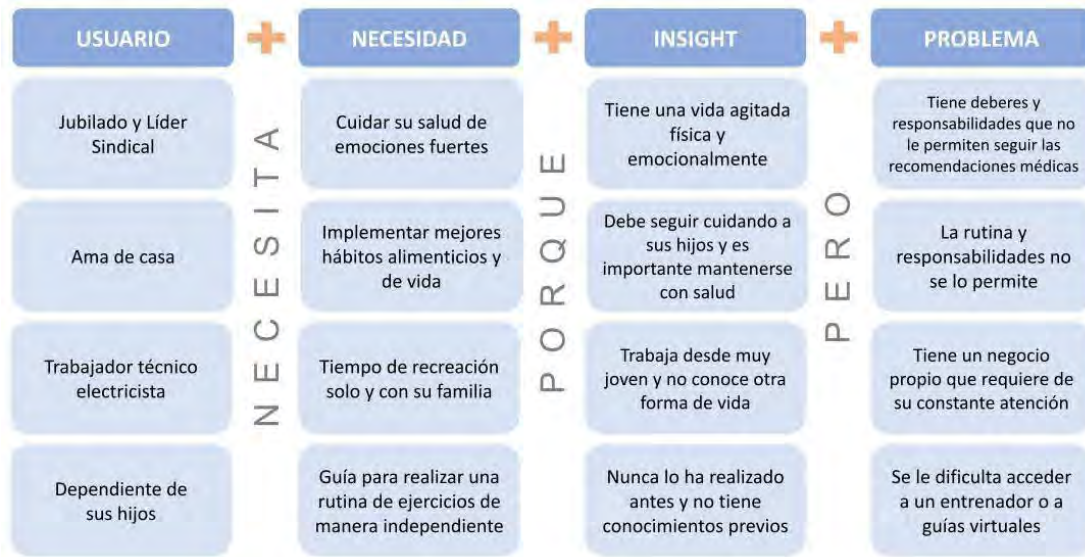 USUARIO
NECESIDAD
INSIGHT
PROBLEMA
Jubilado y Líder
Sindical
Cuidar su salud de
emociones fuertes
Tiene una vida agitada
física y
emocionalmente
Tiene deberes y
responsabilidades que no
le permiten seguir las
recomendaciones médicas
Ama de casa
Implementar mejores
hábitos alimenticios y
de vida
Debe seguir cuidando a
sus hijos y es
importante mantenerse
con salud
La rutina y
responsabilidades no
se lo permite
Trabajador técnico
electricista
Tiempo de recreación
solo y con su familia
Trabaja desde muy
joven y no conoce otra
forma de vida
Tiene un negocio
propio que requiere de
su constante atención
Dependiente de
sus hijos
Guía para realizar una
rutina de ejercicios de
manera independiente
Nunca lo ha realizado
antes y no tiene
conocimientos previos
Se le dificulta acceder
a un entrenador o a
guías virtuales
NECESITA
PORQUE
PERO